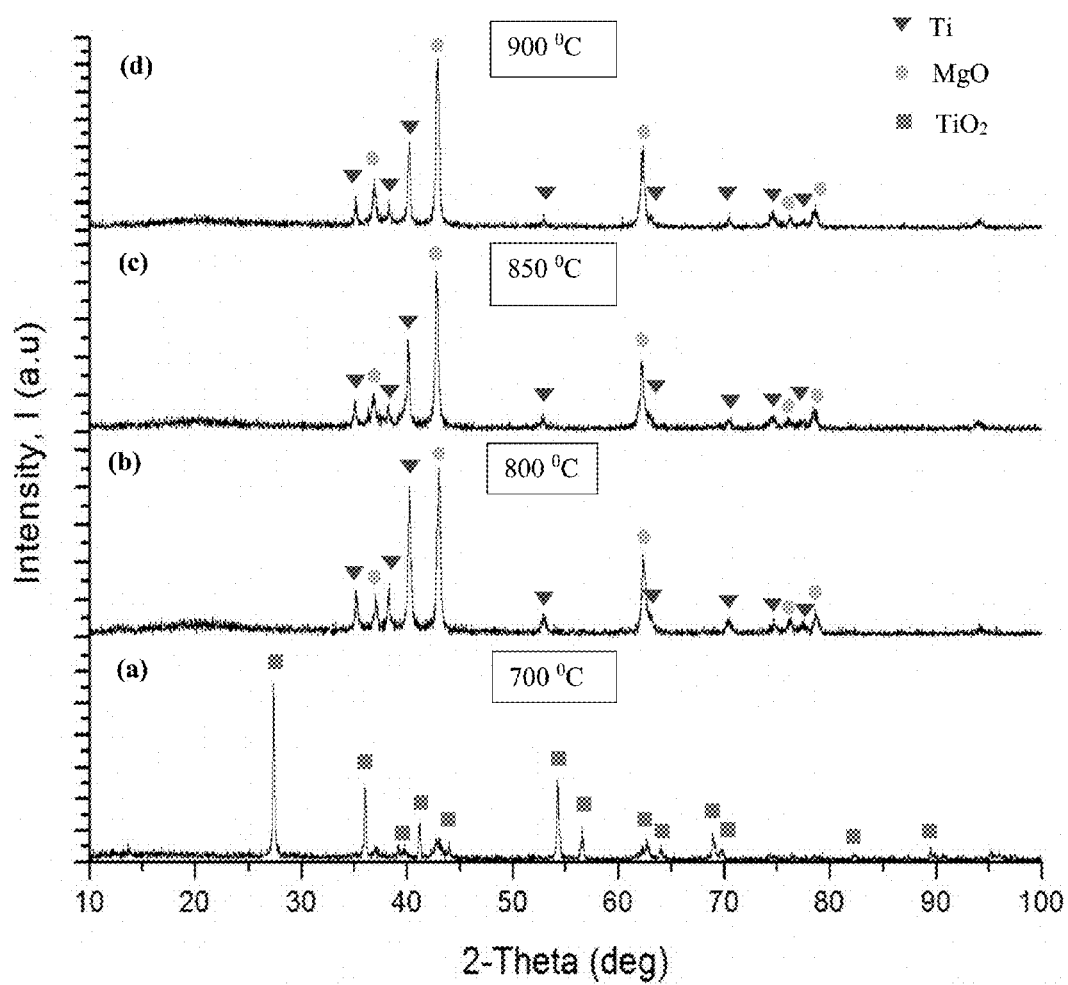 900 ⁰C
Ti
(d)
MgO
TiO₂
(c)
850 ⁰C
(b)
800 ⁰C
(a)
700 ⁰C
Intensity, I (a.u)
10 20 30 40 50 60 70 80 90 100
2-Theta (deg)